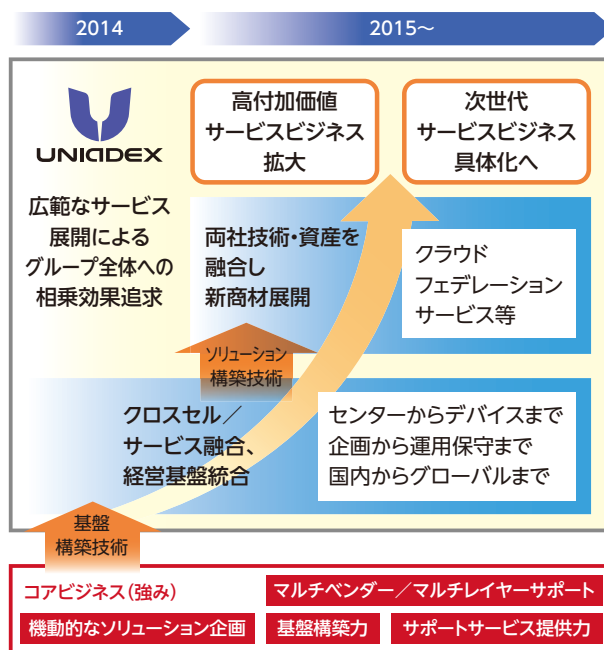 2014
2015～
UNIADEX
高付加価値
サービスビジネス
拡大
次世代
サービスビジネス
具体化へ
広範なサービス
展開による
グループ全体への
相乗効果追求
両社技術・資産を
融合し
新商材展開
クラウド
フェデレーション
サービス等
ソリューション
構築技術
クロスセル／
サービス融合、
経営基盤統合
センターからデバイスまで
企画から運用保守まで
国内からグローバルまで
基盤
構築技術
コアビジネス（強み）
マルチベンダー／マルチレイヤーサポート
機動的なソリューション企画
基盤構築力
サポートサービス提供力